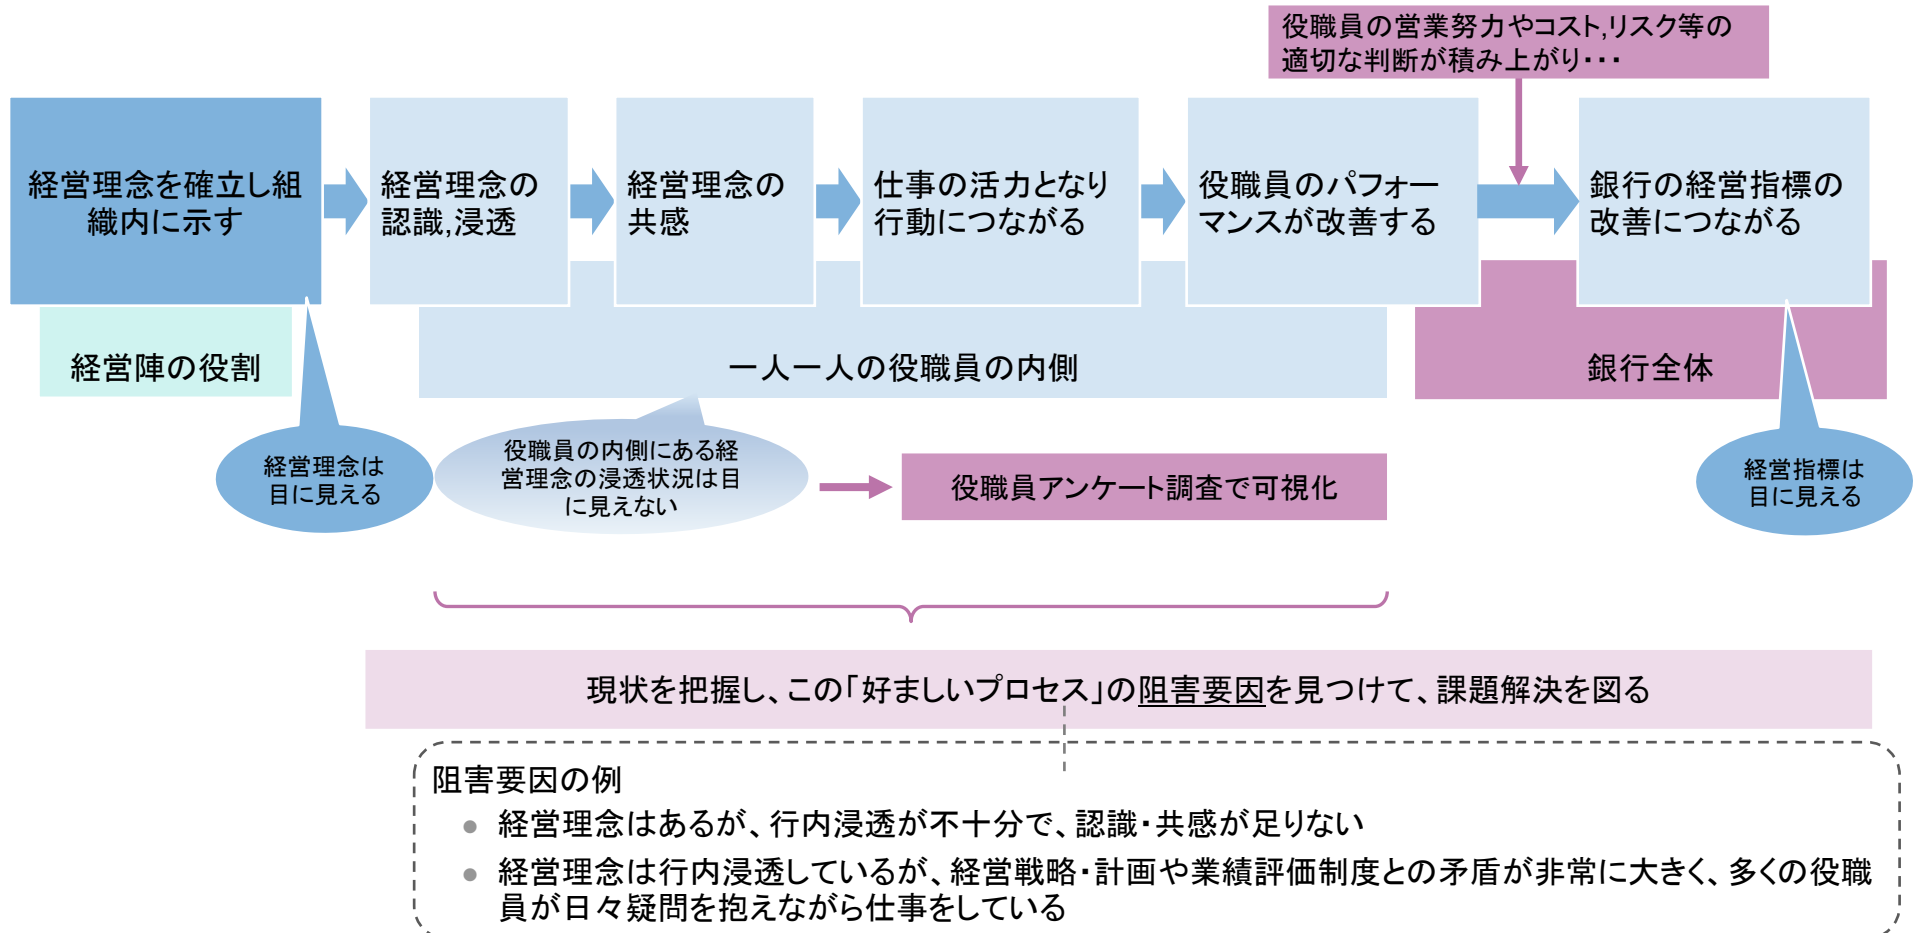 役職員の営業努力やコスト,リスク等の
適切な判断が積み上がり・・・
経営理念を確立し組
織内に示す
経営理念の
認識,浸透
経営理念の
共感
仕事の活力となり
行動につながる
役職員のパフォー
マンスが改善する
銀行の経営指標の
改善につながる
経営陣の役割
一人一人の役職員の内側
銀行全体
経営理念は
目に見える
役職員の内側にある経
営理念の浸透状況は目
に見えない
役職員アンケート調査で可視化
経営指標は
目に見える
現状を把握し、この「好ましいプロセス」の阻害要因を見つけて、課題解決を図る
阻害要因の例
● 経営理念はあるが、行内浸透が不十分で、認識・共感が足りない
● 経営理念は行内浸透しているが、経営戦略・計画や業績評価制度との矛盾が非常に大きく、多くの役職
員が日々疑問を抱えながら仕事をしている